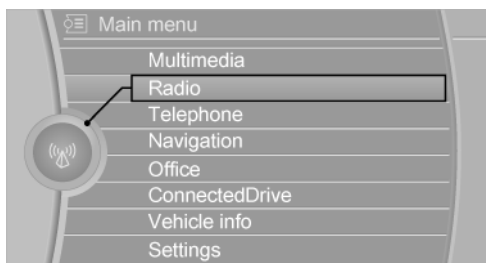 Main menu
Multimedia
Radio
Telephone
Navigation
Office
ConnectedDrive
Vehicle info
Settings